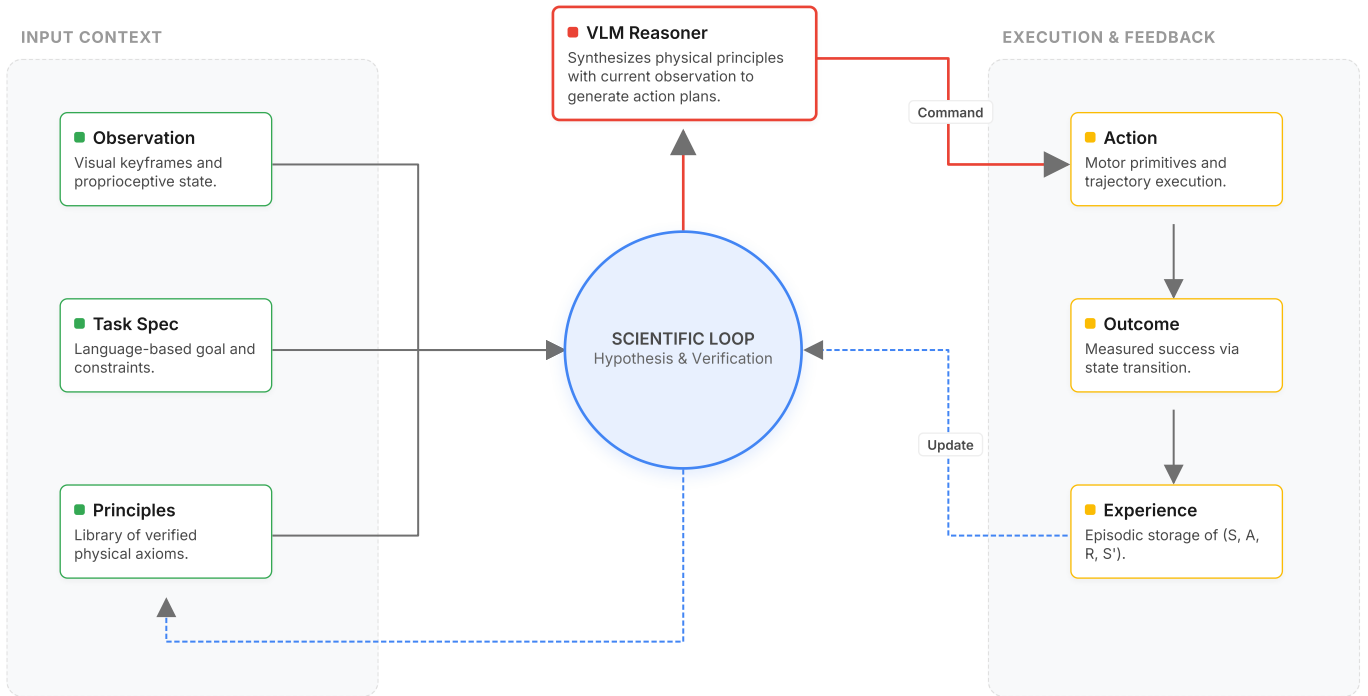 INPUT CONTEXT
Observation
Visual keyframes and
proprioceptive state.
Task Spec
Language-based goal and
constraints.
Principles
Library of verified
physical axioms.
VLM Reasoner
Synthesizes physical principles
with current observation to
generate action plans.
SCIENTIFIC LOOP
Hypothesis & Verification
Command
Update
EXECUTION & FEEDBACK
Action
Motor primitives and
trajectory execution.
Outcome
Measured success via
state transition.
Experience
Episodic storage of (S, A,
R, S').